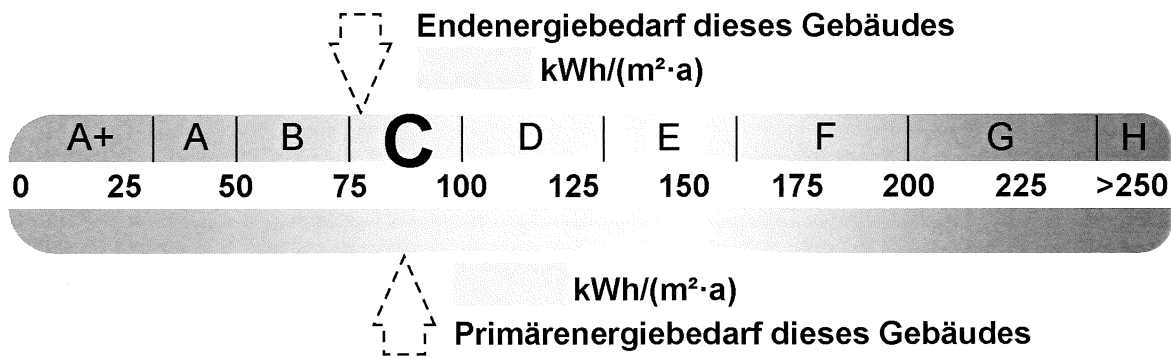 Endenergiebedarf dieses Gebäudes
kWh/(m²·a)
A+ A B C D E F G H
0 25 50 75 100 125 150 175 200 225 >250
kWh/(m²·a)
Primärenergiebedarf dieses Gebäudes